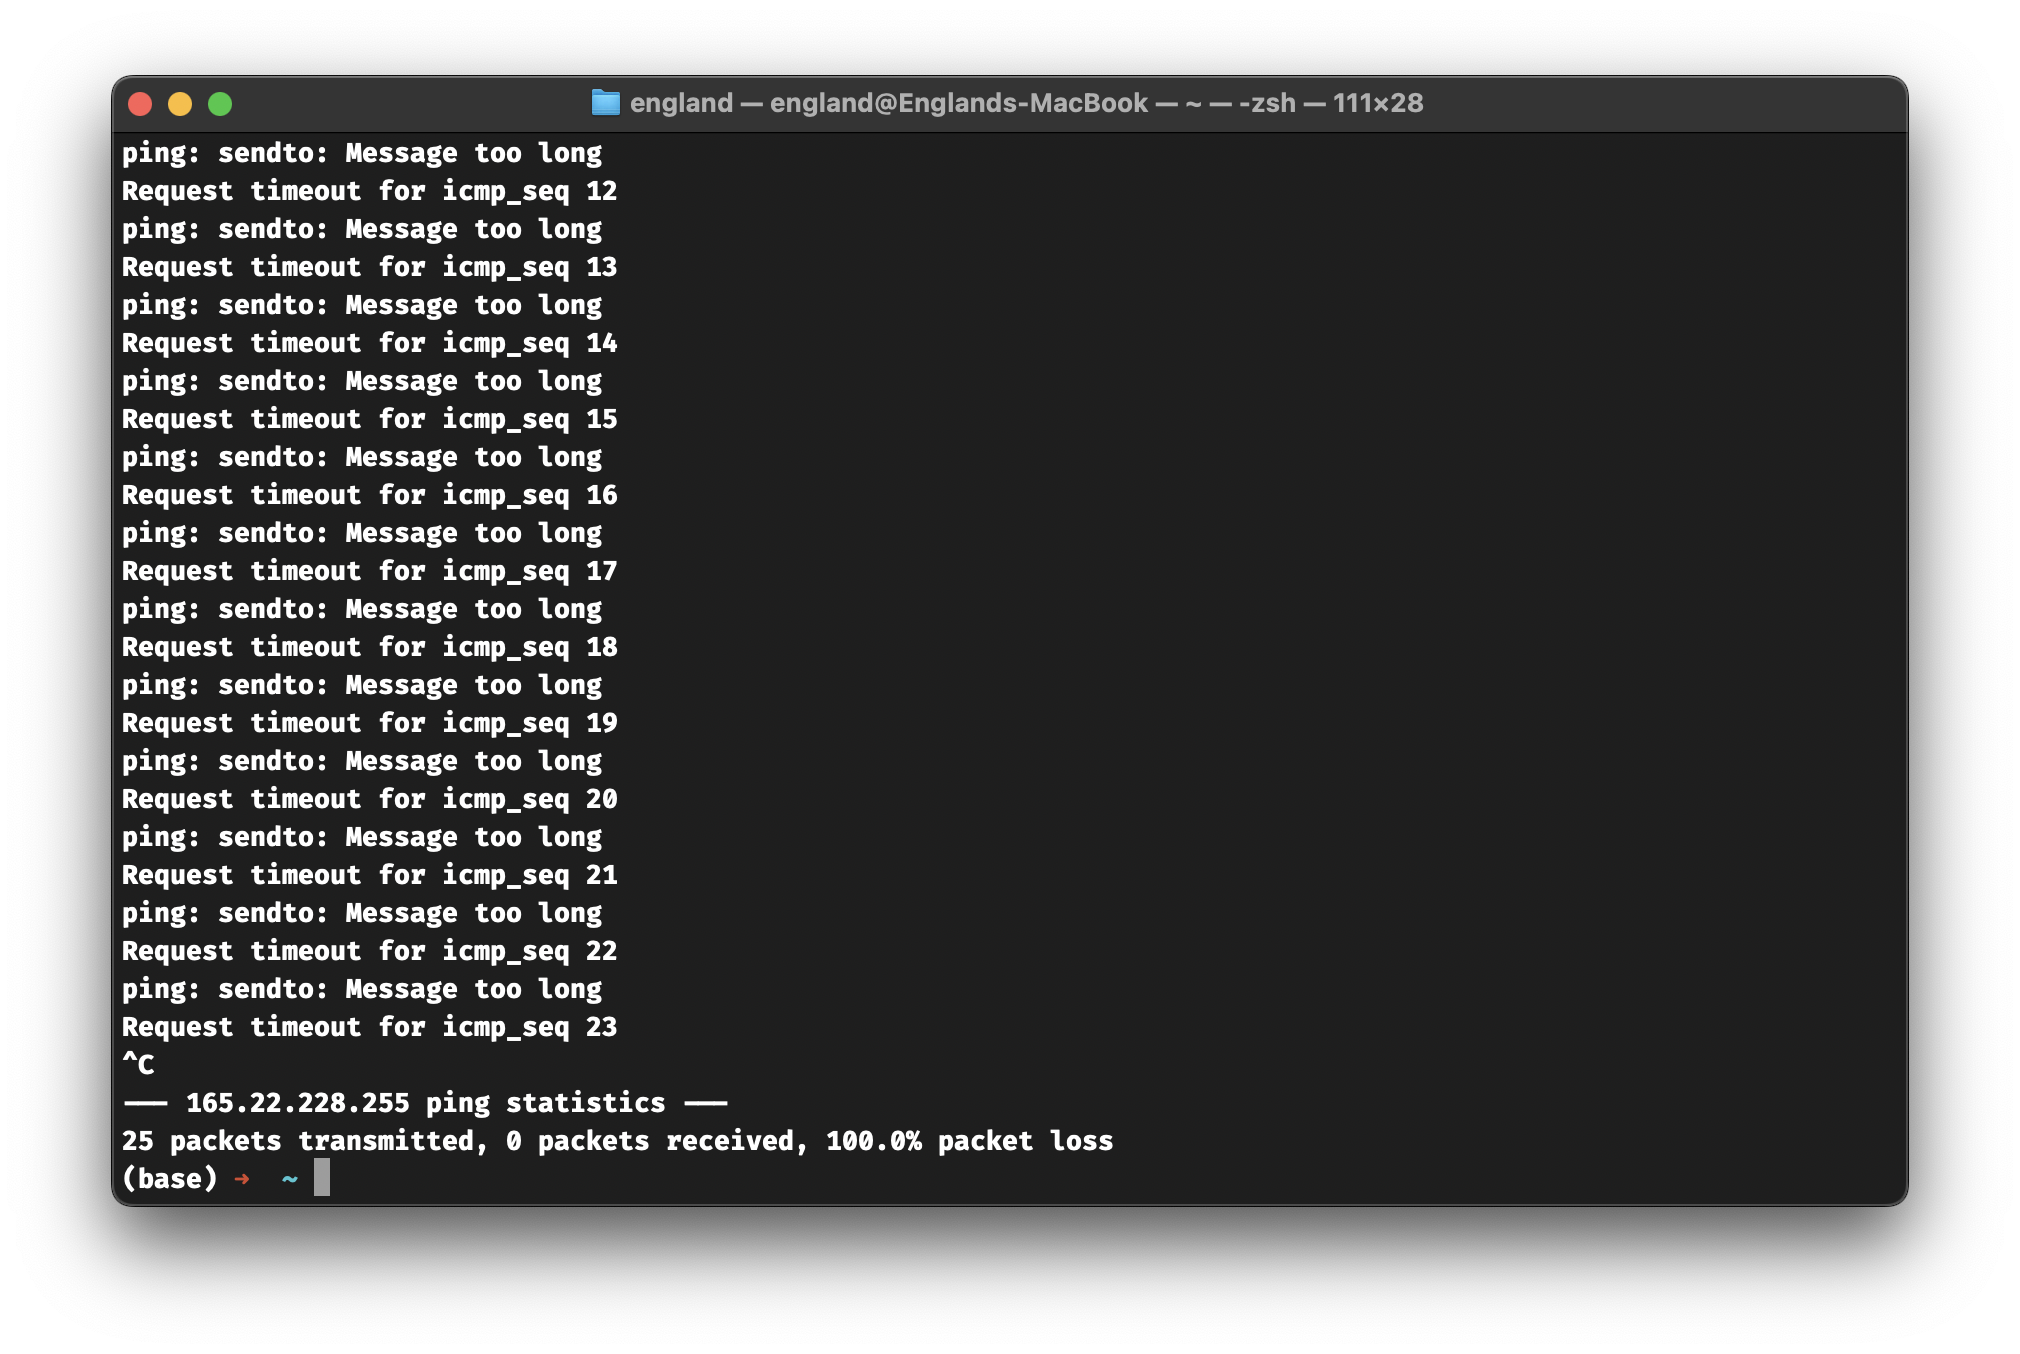 england — england@Englands-MacBook — ~ — -zsh — 111×28
ping: sendto: Message too long
Request timeout for icmp_seq 12
ping: sendto: Message too long
Request timeout for icmp_seq 13
ping: sendto: Message too long
Request timeout for icmp_seq 14
ping: sendto: Message too long
Request timeout for icmp_seq 15
ping: sendto: Message too long
Request timeout for icmp_seq 16
ping: sendto: Message too long
Request timeout for icmp_seq 17
ping: sendto: Message too long
Request timeout for icmp_seq 18
ping: sendto: Message too long
Request timeout for icmp_seq 19
ping: sendto: Message too long
Request timeout for icmp_seq 20
ping: sendto: Message too long
Request timeout for icmp_seq 21
ping: sendto: Message too long
Request timeout for icmp_seq 22
ping: sendto: Message too long
Request timeout for icmp_seq 23
^C
--- 165.22.228.255 ping statistics ---
25 packets transmitted, 0 packets received, 100.0% packet loss
(base) ➜  ~